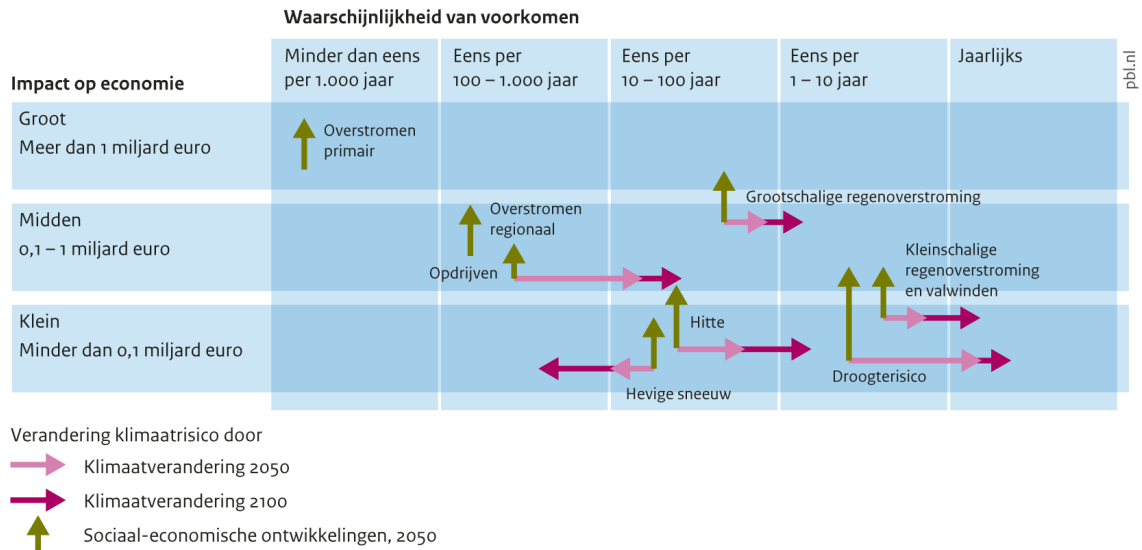 Waarschijnlijkheid van voorkomen
Impact op economie
Minder dan eens
per 1.000 jaar
Eens per
100 – 1.000 jaar
Eens per
10 – 100 jaar
Eens per
1 – 10 jaar
Jaarlijks
pbl.nl
Groot
Meer dan 1 miljard euro
Overstromen
primair
Grootschalige regenoverstroming
Midden
0,1 – 1 miljard euro
Overstromen
regionaal
Opdrijven
Kleinschalige
regenoverstroming
en valwinden
Klein
Minder dan 0,1 miljard euro
Hitte
Hevige sneeuw
Droogterisico
Verandering klimaatrisico door
Klimaatverandering 2050
Klimaatverandering 2100
Sociaal-economische ontwikkelingen, 2050